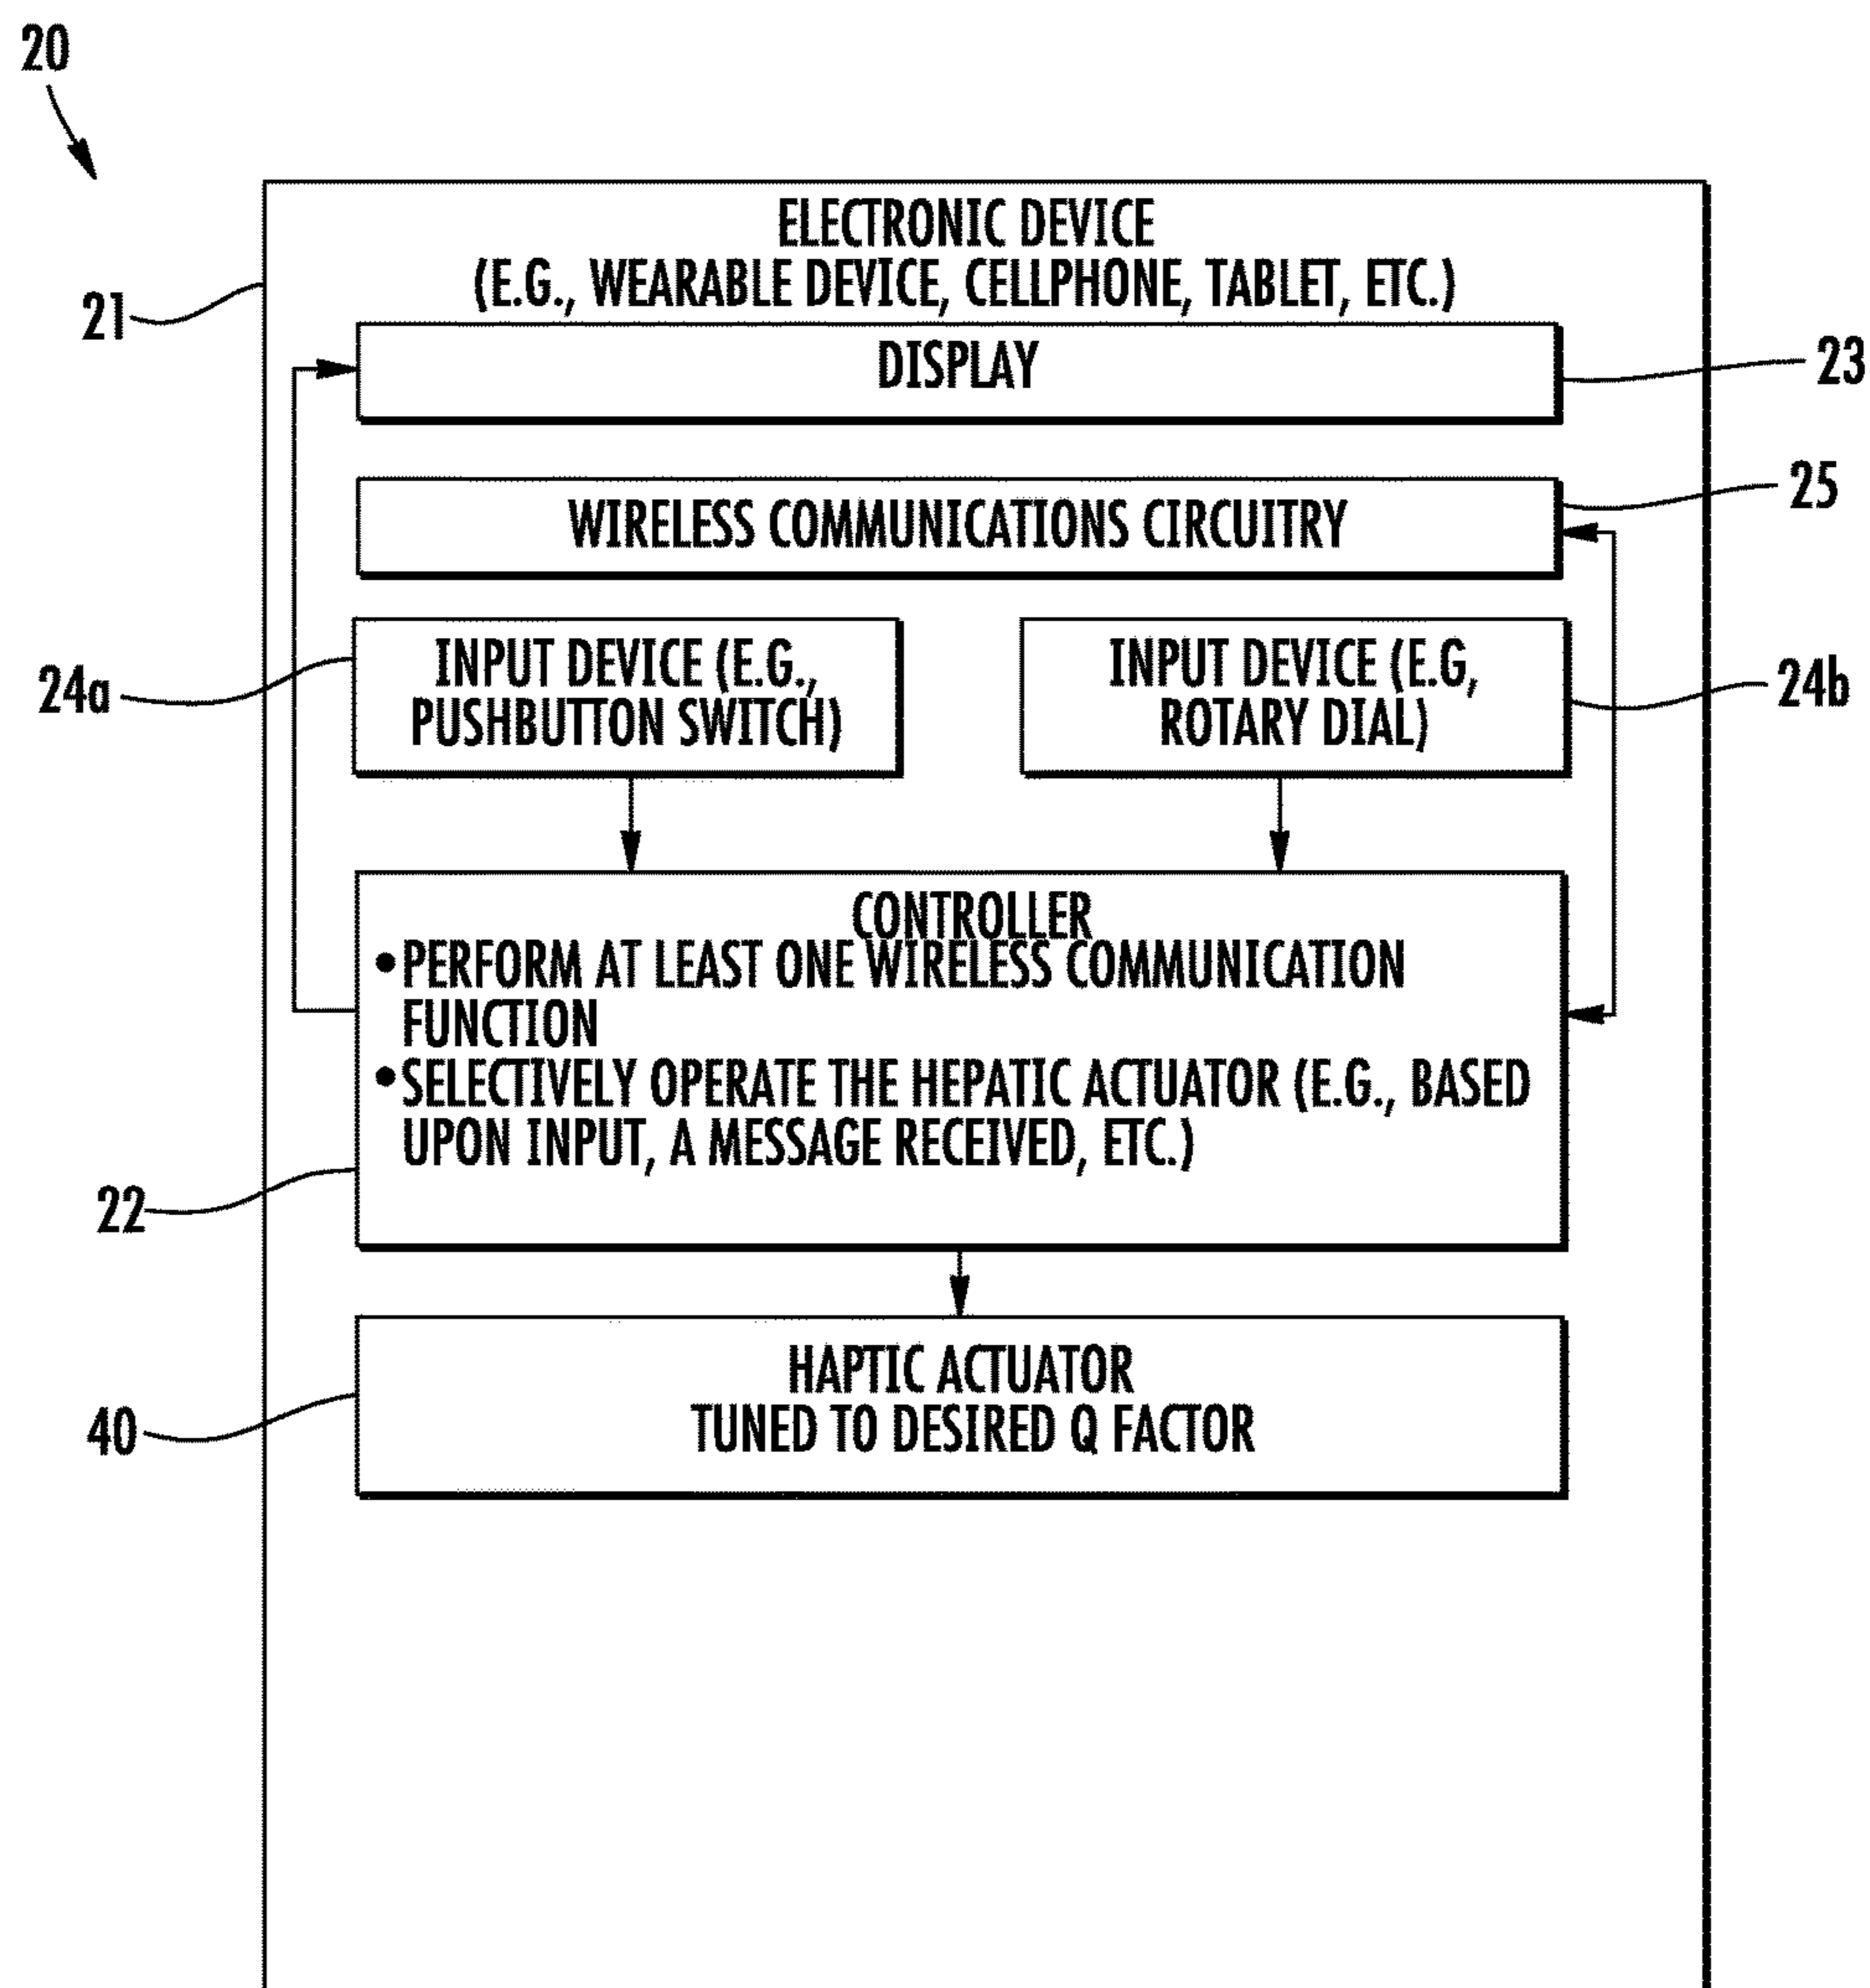 20
ELECTRONIC DEVICE
(E.G., WEARABLE DEVICE, CELLPHONE, TABLET, ETC.)
21
DISPLAY
23
WIRELESS COMMUNICATIONS CIRCUITRY
25
INPUT DEVICE (E.G.,
PUSHBUTTON SWITCH)
24a
INPUT DEVICE (E.G,
ROTARY DIAL)
24b
CONTROLLER
• PERFORM AT LEAST ONE WIRELESS COMMUNICATION
FUNCTION
• SELECTIVELY OPERATE THE HEPATIC ACTUATOR (E.G., BASED
UPON INPUT, A MESSAGE RECEIVED, ETC.)
22
HAPTIC ACTUATOR
TUNED TO DESIRED Q FACTOR
40